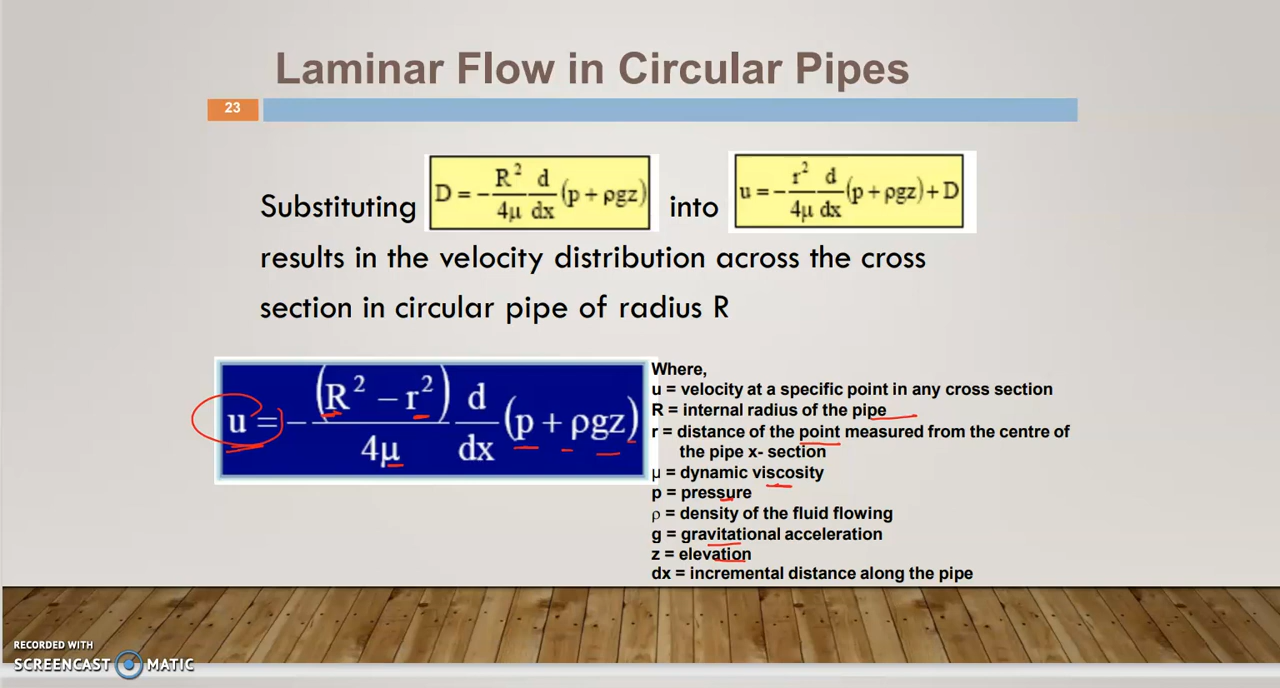 Laminar Flow in Circular Pipes
23
Substituting D = -R²/4μ d/dx (p + ρgz) into u = -r²/4μ d/dx (p + ρgz) + D
results in the velocity distribution across the cross
section in circular pipe of radius R
u = -(R² - r²)/4μ d/dx (p + ρgz)
Where,
u = velocity at a specific point in any cross section
R = internal radius of the pipe
r = distance of the point measured from the centre of
the pipe x- section
μ = dynamic viscosity
p = pressure
ρ = density of the fluid flowing
g = gravitational acceleration
z = elevation
dx = incremental distance along the pipe
RECORDED WITH
SCREENCAST MATIC